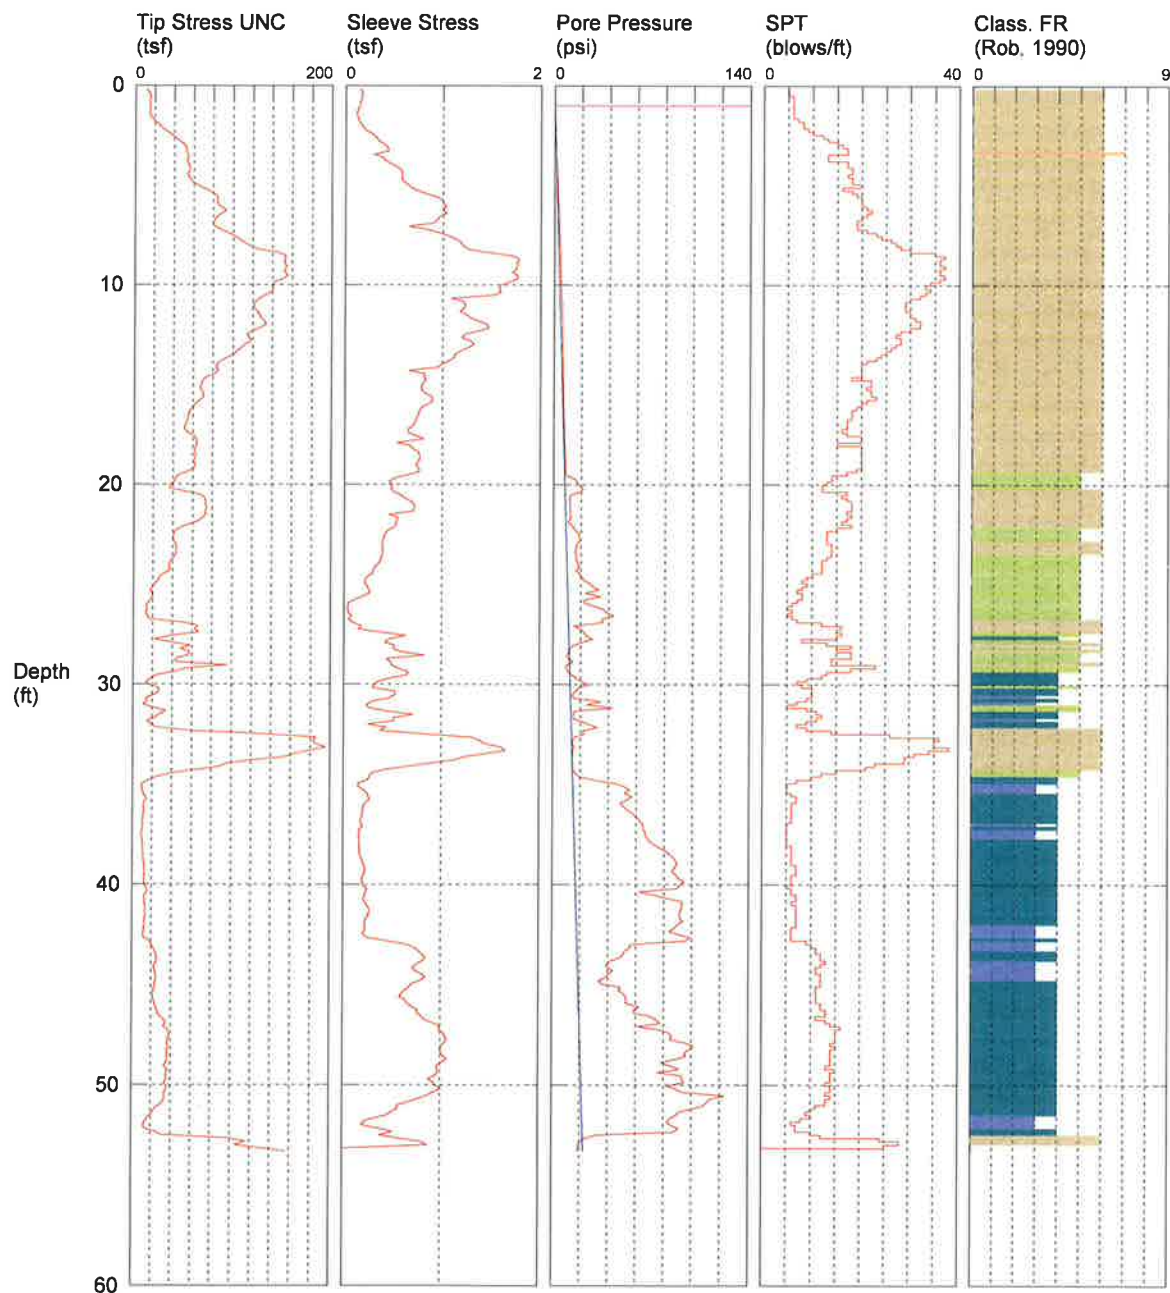 Tip Stress UNC
(tsf)
Sleeve Stress
(tsf)
Pore Pressure
(psi)
SPT
(blows/ft)
Class. FR
(Rob. 1990)
0 200
0 2
0 140
0 40
0 9
0
10
20
Depth
(ft)
30
40
50
60